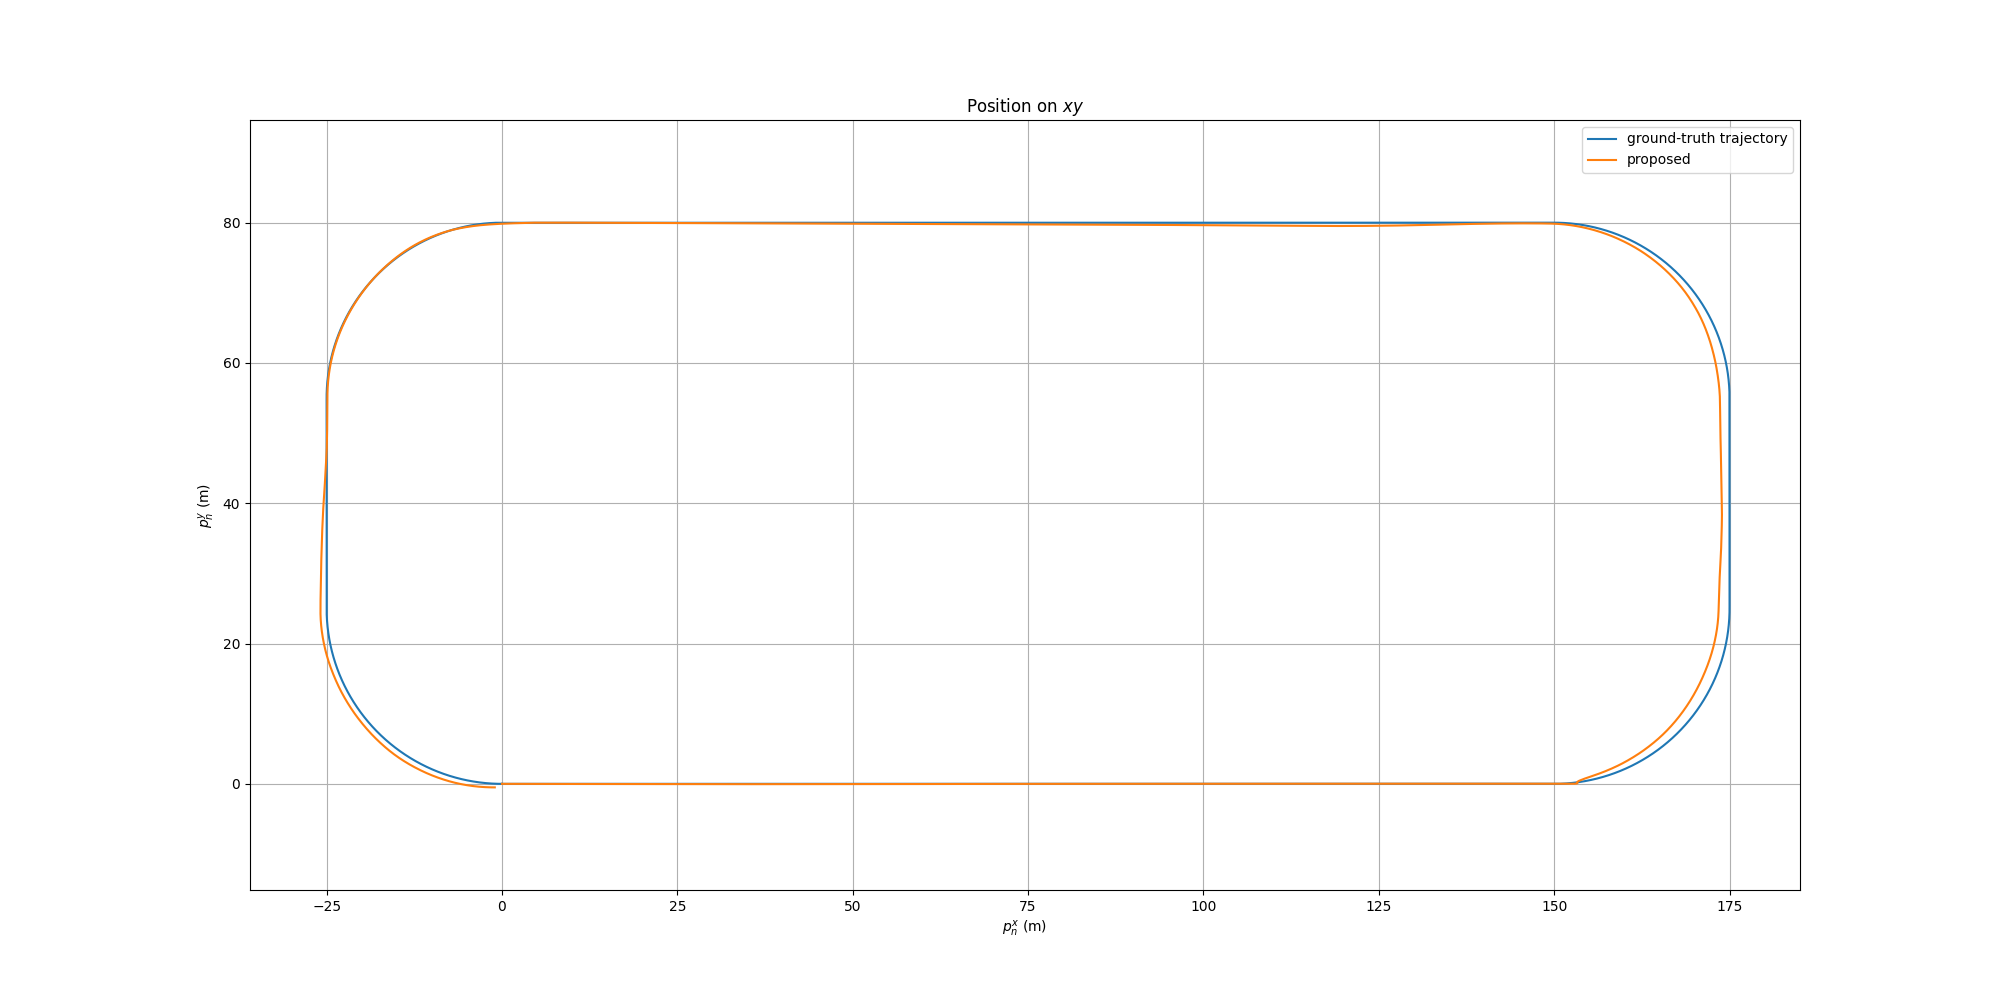 Position on xy
ground-truth trajectory
proposed
80
60
40
20
0
p_n^y (m)
−25 0 25 50 75 100 125 150 175
p_n^x (m)